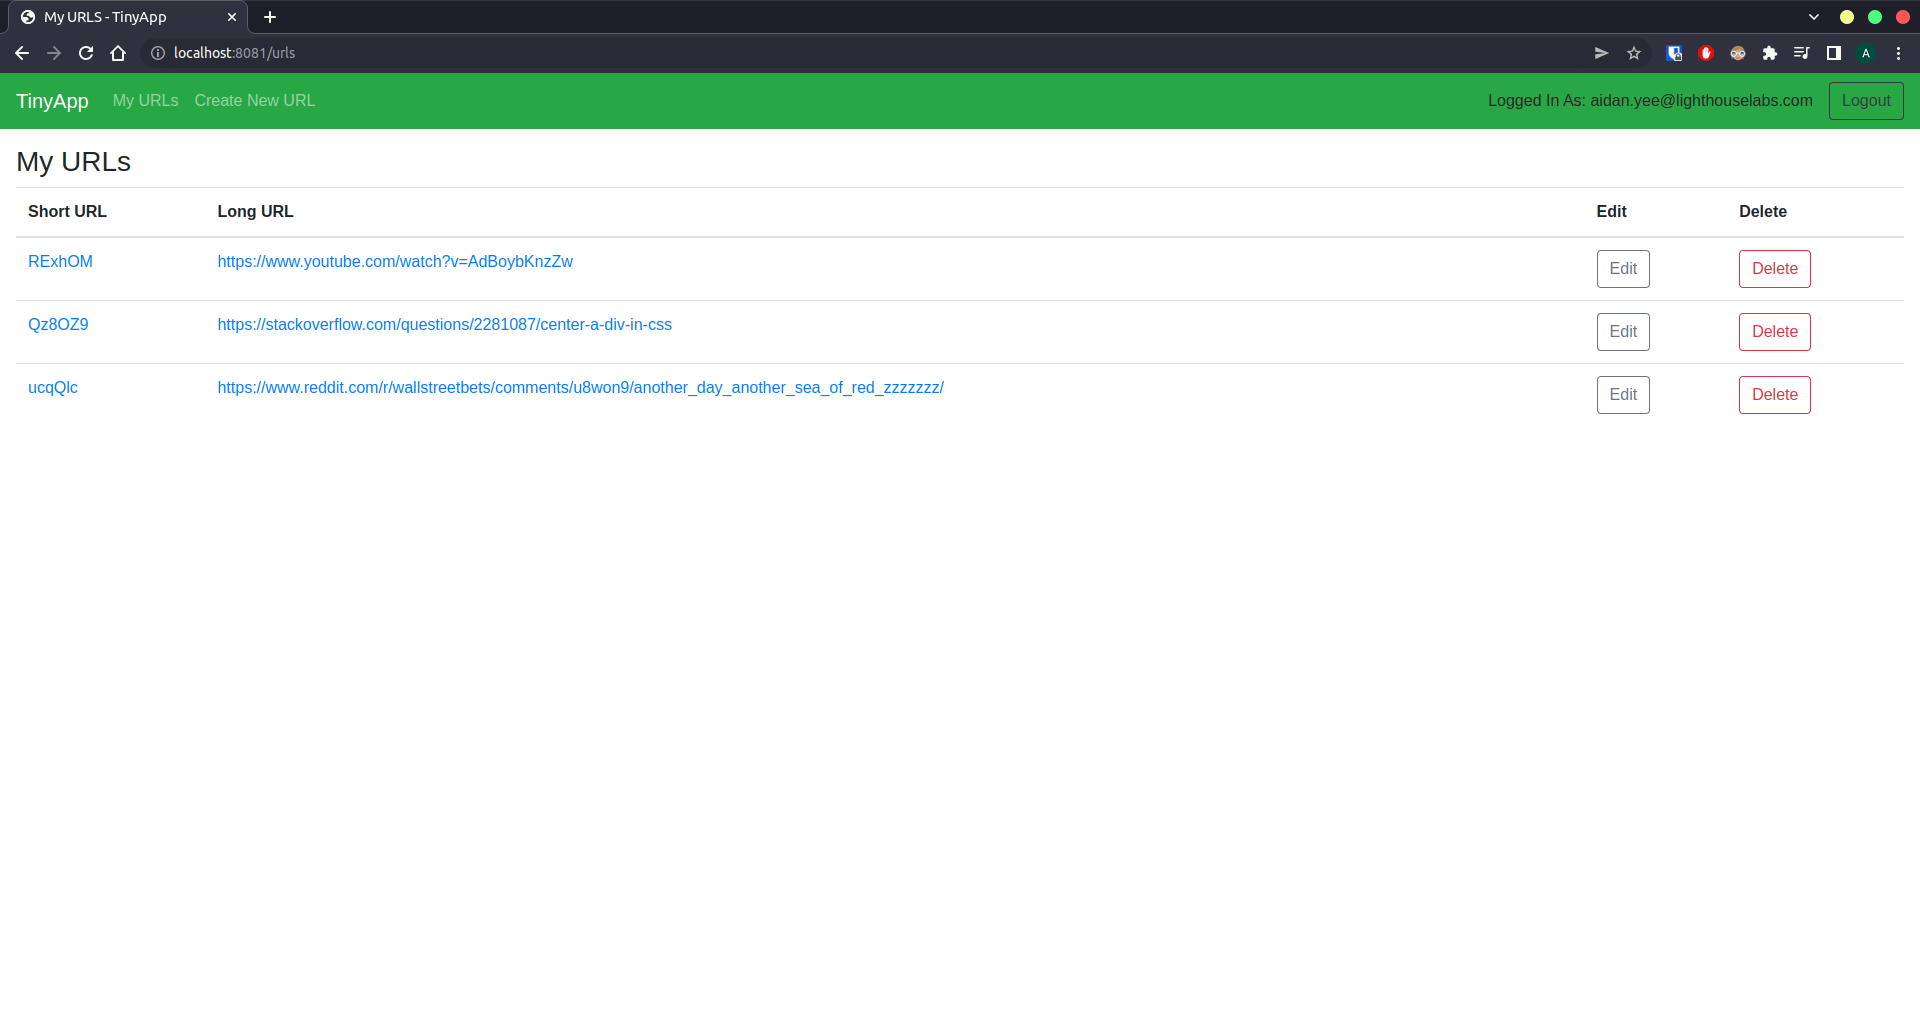 My URLS - TinyApp
localhost:8081/urls
A
TinyApp My URLs Create New URL Logged In As: aidan.yee@lighthouselabs.com Logout
My URLs
Short URL Long URL Edit Delete
RExhOM https://www.youtube.com/watch?v=AdBoybKnzZw Edit Delete
Qz8OZ9 https://stackoverflow.com/questions/2281087/center-a-div-in-css Edit Delete
ucqQlc https://www.reddit.com/r/wallstreetbets/comments/u8won9/another_day_another_sea_of_red_zzzzzzz/ Edit Delete